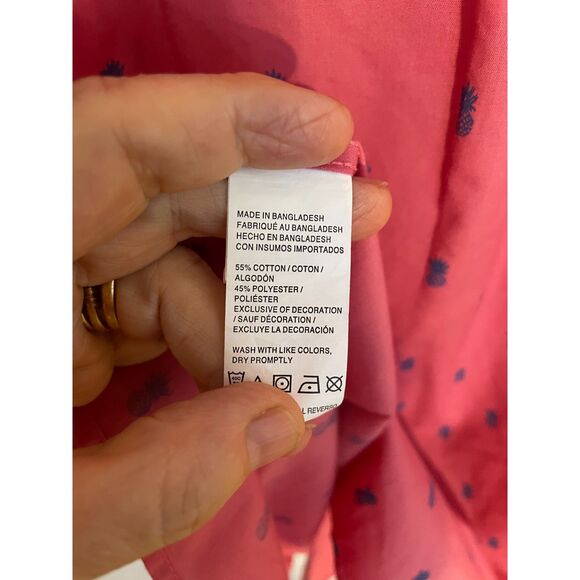 MADE IN BANGLADESH
FABRIQUÉ AU BANGLADESH
HECHO EN BANGLADESH
CON INSUMOS IMPORTADOS
55% COTTON / COTON /
ALGODÓN
45% POLYESTER /
POLIÉSTER
EXCLUSIVE OF DECORATION
/ SAUF DÉCORATION /
EXCLUYE LA DECORACIÓN
WASH WITH LIKE COLORS,
DRY PROMPTLY
REVERSO